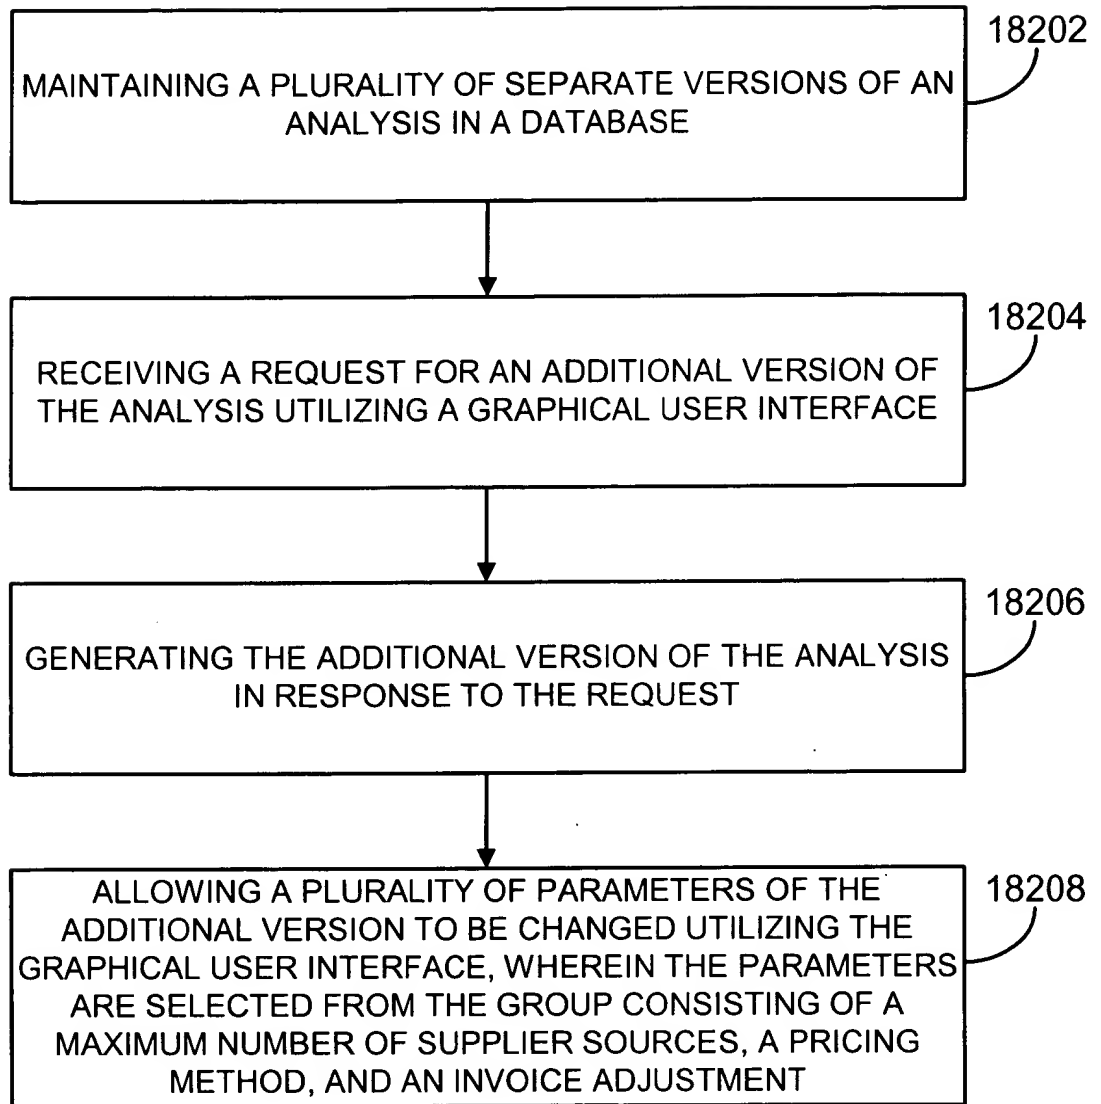 18202
MAINTAINING A PLURALITY OF SEPARATE VERSIONS OF AN
ANALYSIS IN A DATABASE
18204
RECEIVING A REQUEST FOR AN ADDITIONAL VERSION OF
THE ANALYSIS UTILIZING A GRAPHICAL USER INTERFACE
18206
GENERATING THE ADDITIONAL VERSION OF THE ANALYSIS
IN RESPONSE TO THE REQUEST
18208
ALLOWING A PLURALITY OF PARAMETERS OF THE
ADDITIONAL VERSION TO BE CHANGED UTILIZING THE
GRAPHICAL USER INTERFACE, WHEREIN THE PARAMETERS
ARE SELECTED FROM THE GROUP CONSISTING OF A
MAXIMUM NUMBER OF SUPPLIER SOURCES, A PRICING
METHOD, AND AN INVOICE ADJUSTMENT